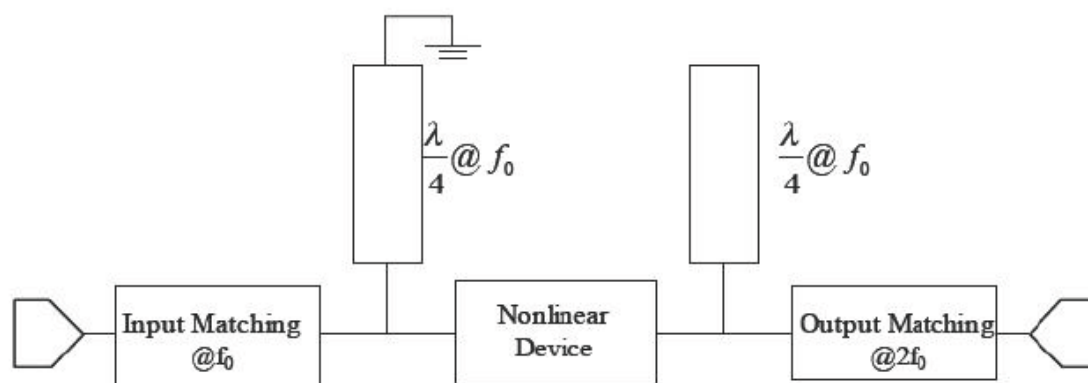 λ/4 @ f₀
λ/4 @ f₀
Input Matching
@f₀
Nonlinear
Device
Output Matching
@2f₀